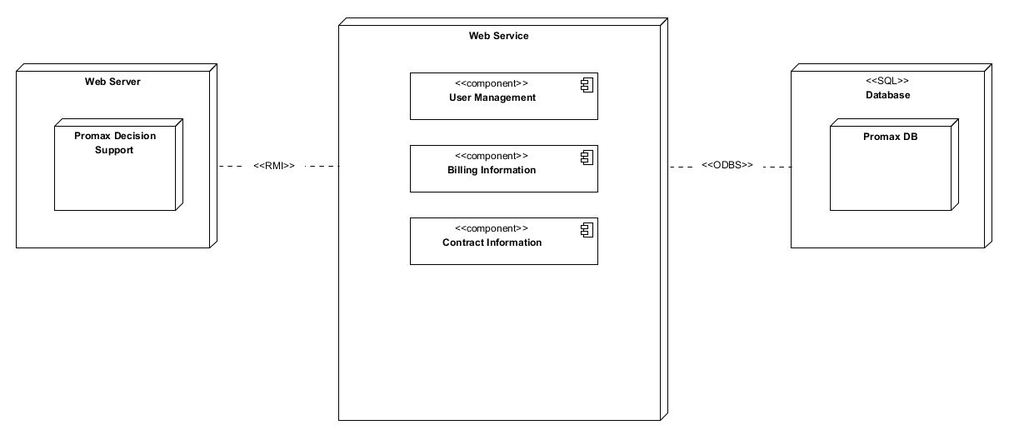 Web Server
Promax Decision
Support
<<RMI>>
Web Service
<<component>>
User Management
<<component>>
Billing Information
<<component>>
Contract Information
<<ODBS>>
<<SQL>>
Database
Promax DB